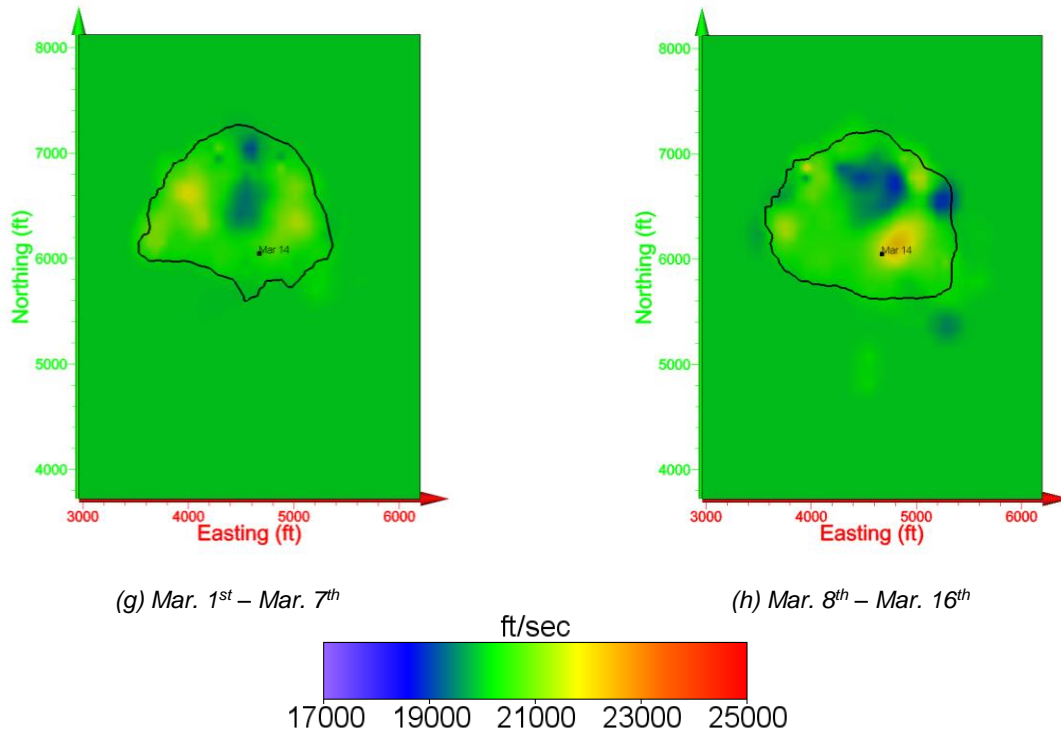 8000
7000
6000
5000
4000
Northing (ft)
Mar 14
3000 4000 5000 6000
Easting (ft)
(g) Mar. 1st – Mar. 7th
8000
7000
6000
5000
4000
Northing (ft)
Mar 14
3000 4000 5000 6000
Easting (ft)
(h) Mar. 8th – Mar. 16th
ft/sec
17000 19000 21000 23000 25000